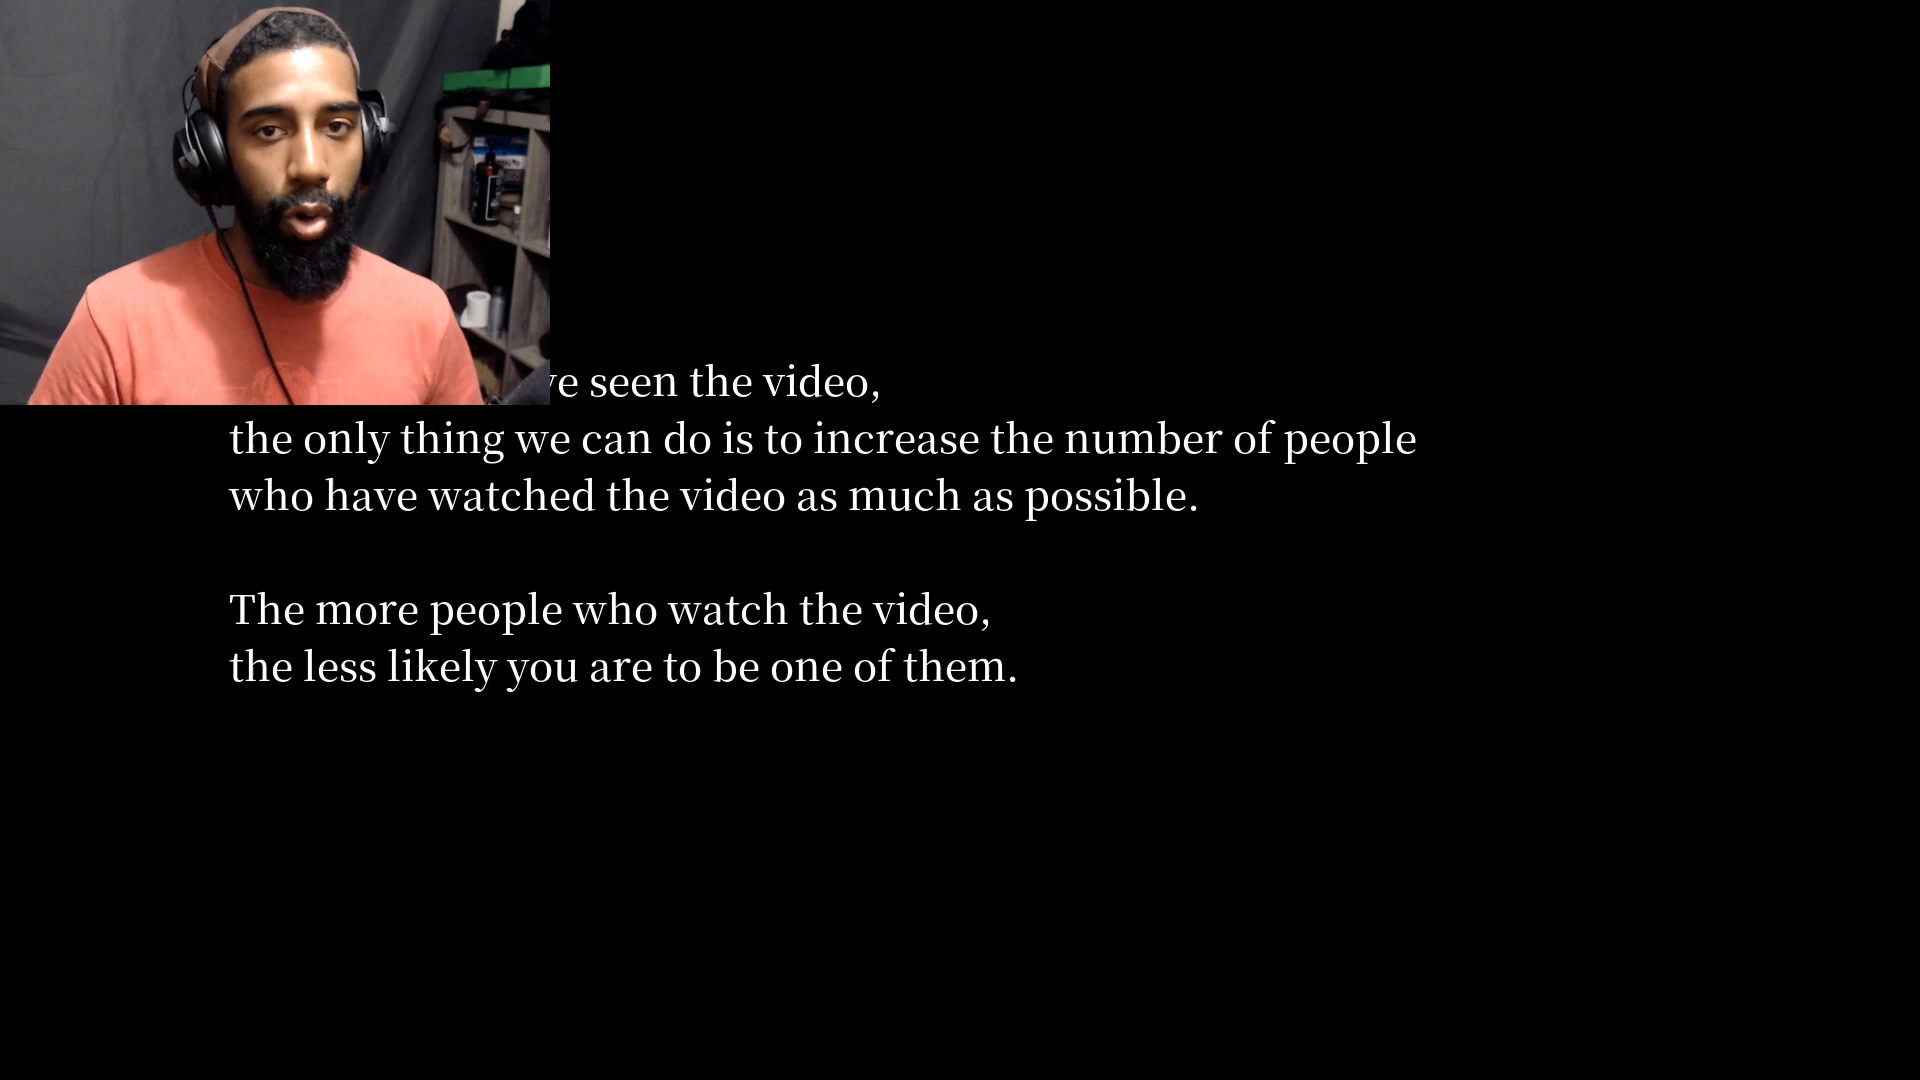 seen the video,
the only thing we can do is to increase the number of people
who have watched the video as much as possible.
The more people who watch the video,
the less likely you are to be one of them.